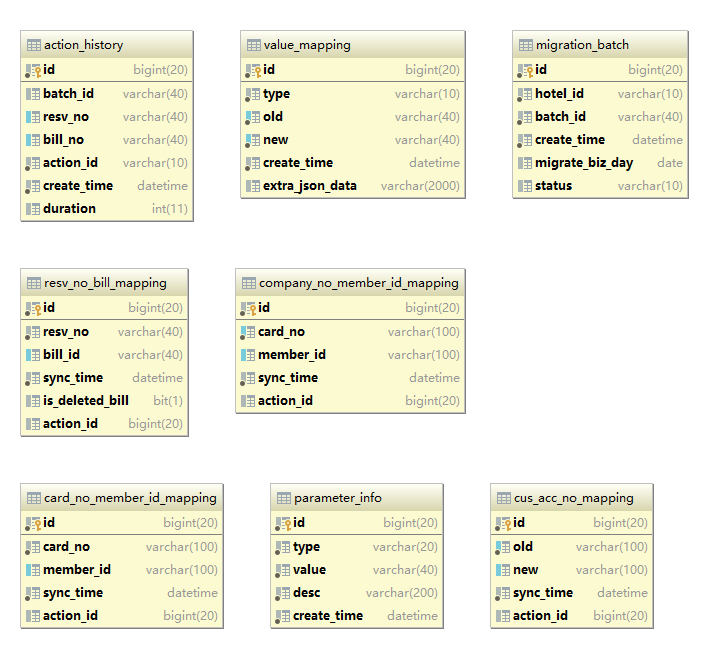 action_history
id bigint(20)
batch_id varchar(40)
resv_no varchar(40)
bill_no varchar(40)
action_id varchar(10)
create_time datetime
duration int(11)
value_mapping
id bigint(20)
type varchar(10)
old varchar(40)
new varchar(40)
create_time datetime
extra_json_data varchar(2000)
migration_batch
id bigint(20)
hotel_id varchar(10)
batch_id varchar(40)
create_time datetime
migrate_biz_day date
status varchar(10)
resv_no_bill_mapping
id bigint(20)
resv_no varchar(40)
bill_id varchar(40)
sync_time datetime
is_deleted_bill bit(1)
action_id bigint(20)
company_no_member_id_mapping
id bigint(20)
card_no varchar(100)
member_id varchar(100)
sync_time datetime
action_id bigint(20)
card_no_member_id_mapping
id bigint(20)
card_no varchar(100)
member_id varchar(100)
sync_time datetime
action_id bigint(20)
parameter_info
id bigint(20)
type varchar(20)
value varchar(40)
desc varchar(200)
create_time datetime
cus_acc_no_mapping
id bigint(20)
old varchar(100)
new varchar(100)
sync_time datetime
action_id bigint(20)